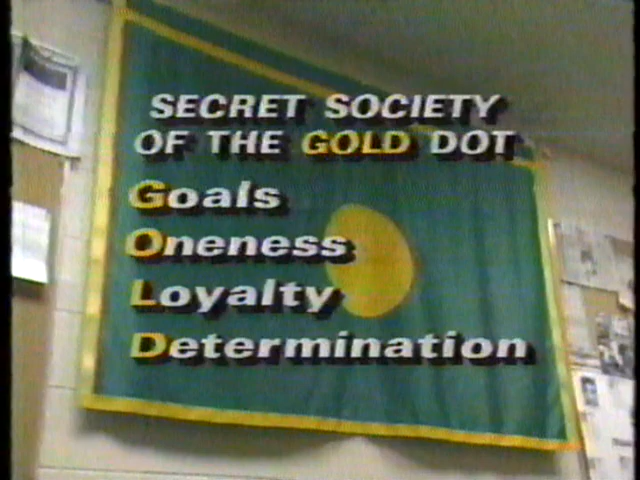 SECRET SOCIETY
OF THE GOLD DOT
Goals
Oneness
Loyalty
Determination